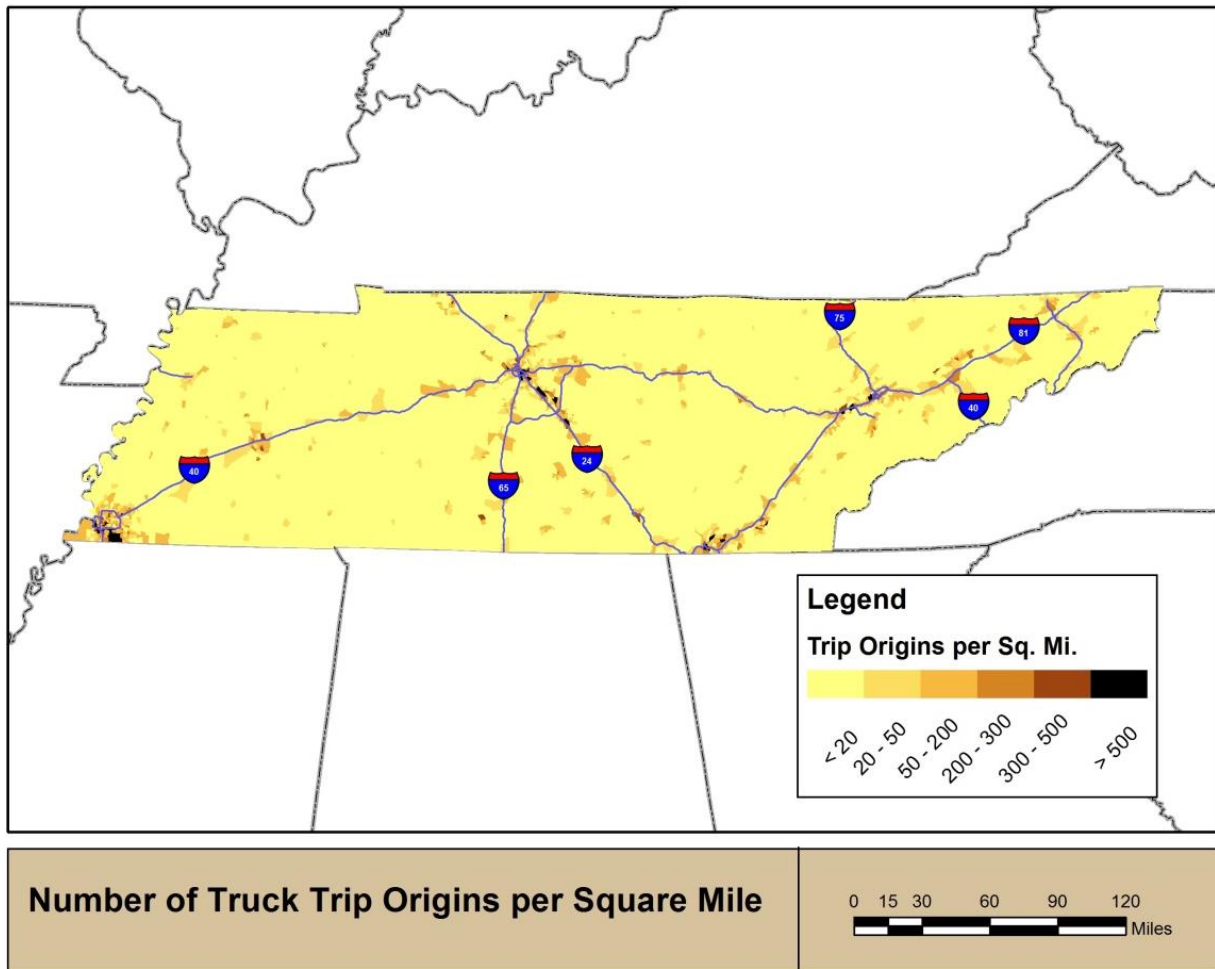 75
81
40
40
24
65
Legend
Trip Origins per Sq. Mi.
< 20
20 - 50
50 - 200
200 - 300
300 - 500
> 500
Number of Truck Trip Origins per Square Mile
0 15 30 60 90 120
Miles